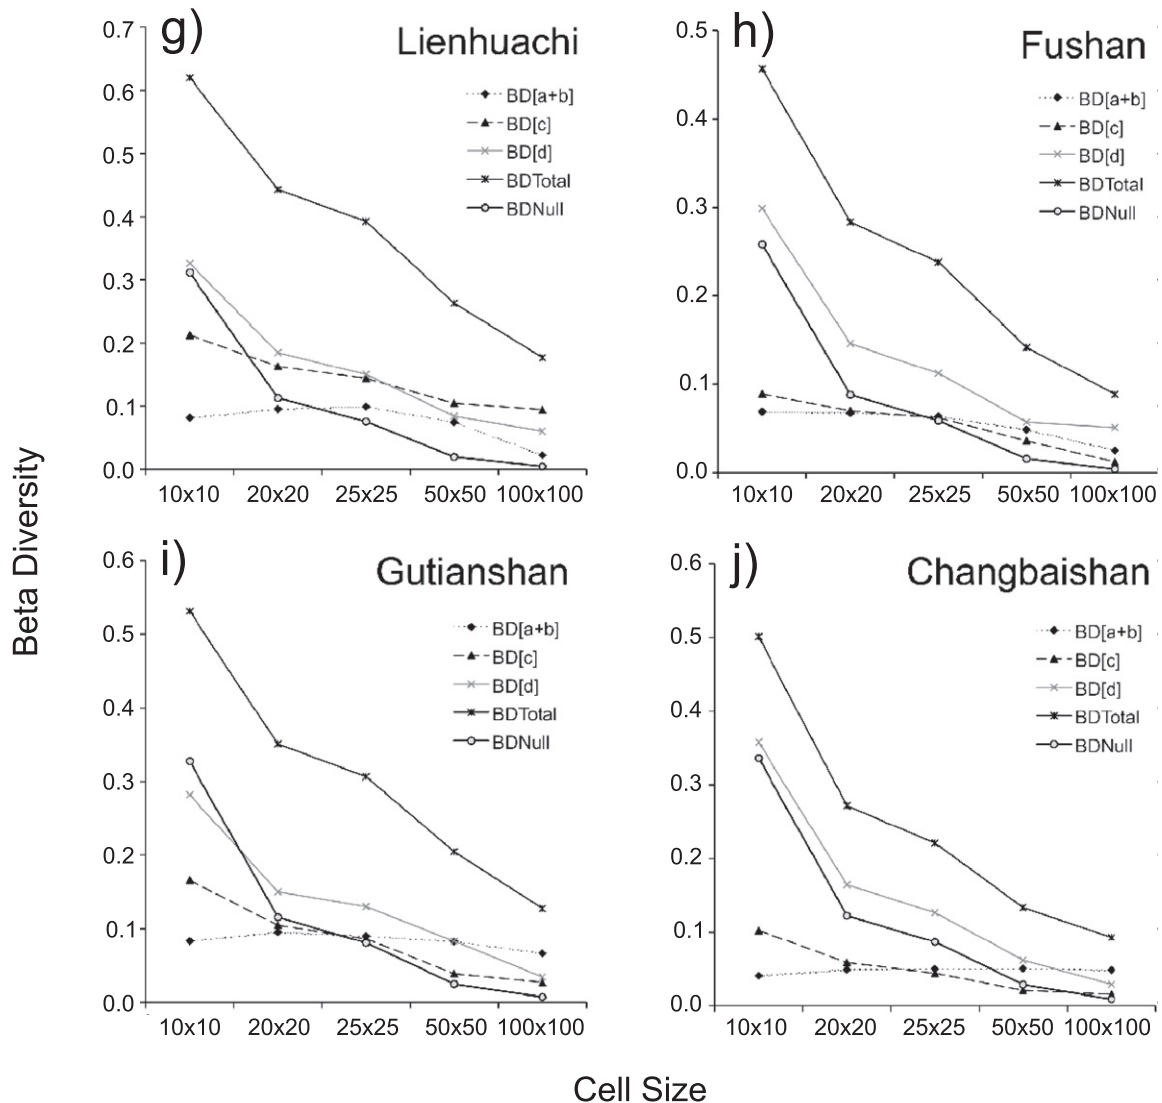 g)
Lienhuachi
0.7
0.6
0.5
0.4
0.3
0.2
0.1
0.0
BD[a+b]
BD[c]
BD[d]
BDTotal
BDNull
10x10 20x20 25x25 50x50 100x100
h)
Fushan
0.5
0.4
0.3
0.2
0.1
0.0
BD[a+b]
BD[c]
BD[d]
BDTotal
BDNull
10x10 20x20 25x25 50x50 100x100
Beta Diversity
i)
Gutianshan
0.6
0.5
0.4
0.3
0.2
0.1
0.0
BD[a+b]
BD[c]
BD[d]
BDTotal
BDNull
10x10 20x20 25x25 50x50 100x100
j)
Changbaishan
0.6
0.5
0.4
0.3
0.2
0.1
0.0
BD[a+b]
BD[c]
BD[d]
BDTotal
BDNull
10x10 20x20 25x25 50x50 100x100
Cell Size